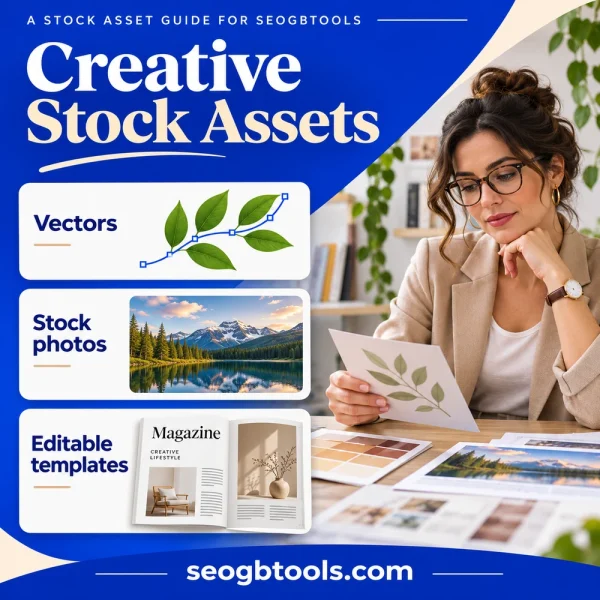 A STOCK ASSET GUIDE FOR SEOGBTOOLS
Creative
Stock Assets
Vectors
Stock
photos
Editable
templates
Magazine
CREATIVE
LIFESTYLE
seogbtools.com